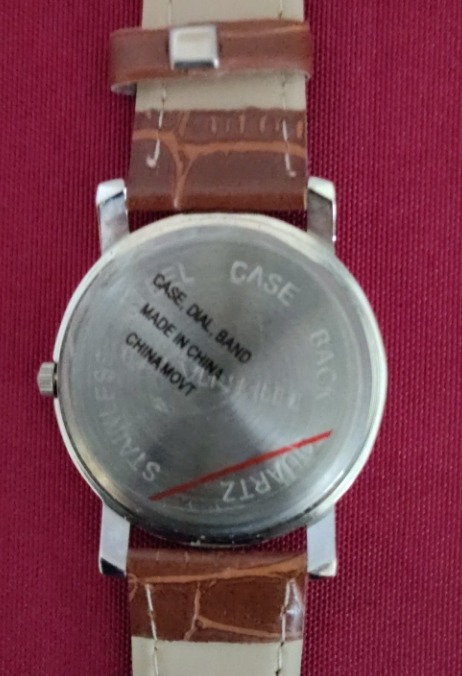 CASE, DIAL, BAND
MADE IN CHINA
CHINA MOVT
STAINLESS
CASE BACK
QUARTZ